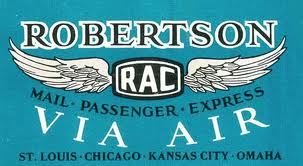 ROBERTSON
RAC
MAIL · PASSENGER · EXPRESS
VIA AIR
ST. LOUIS · CHICAGO · KANSAS CITY · OMAHA